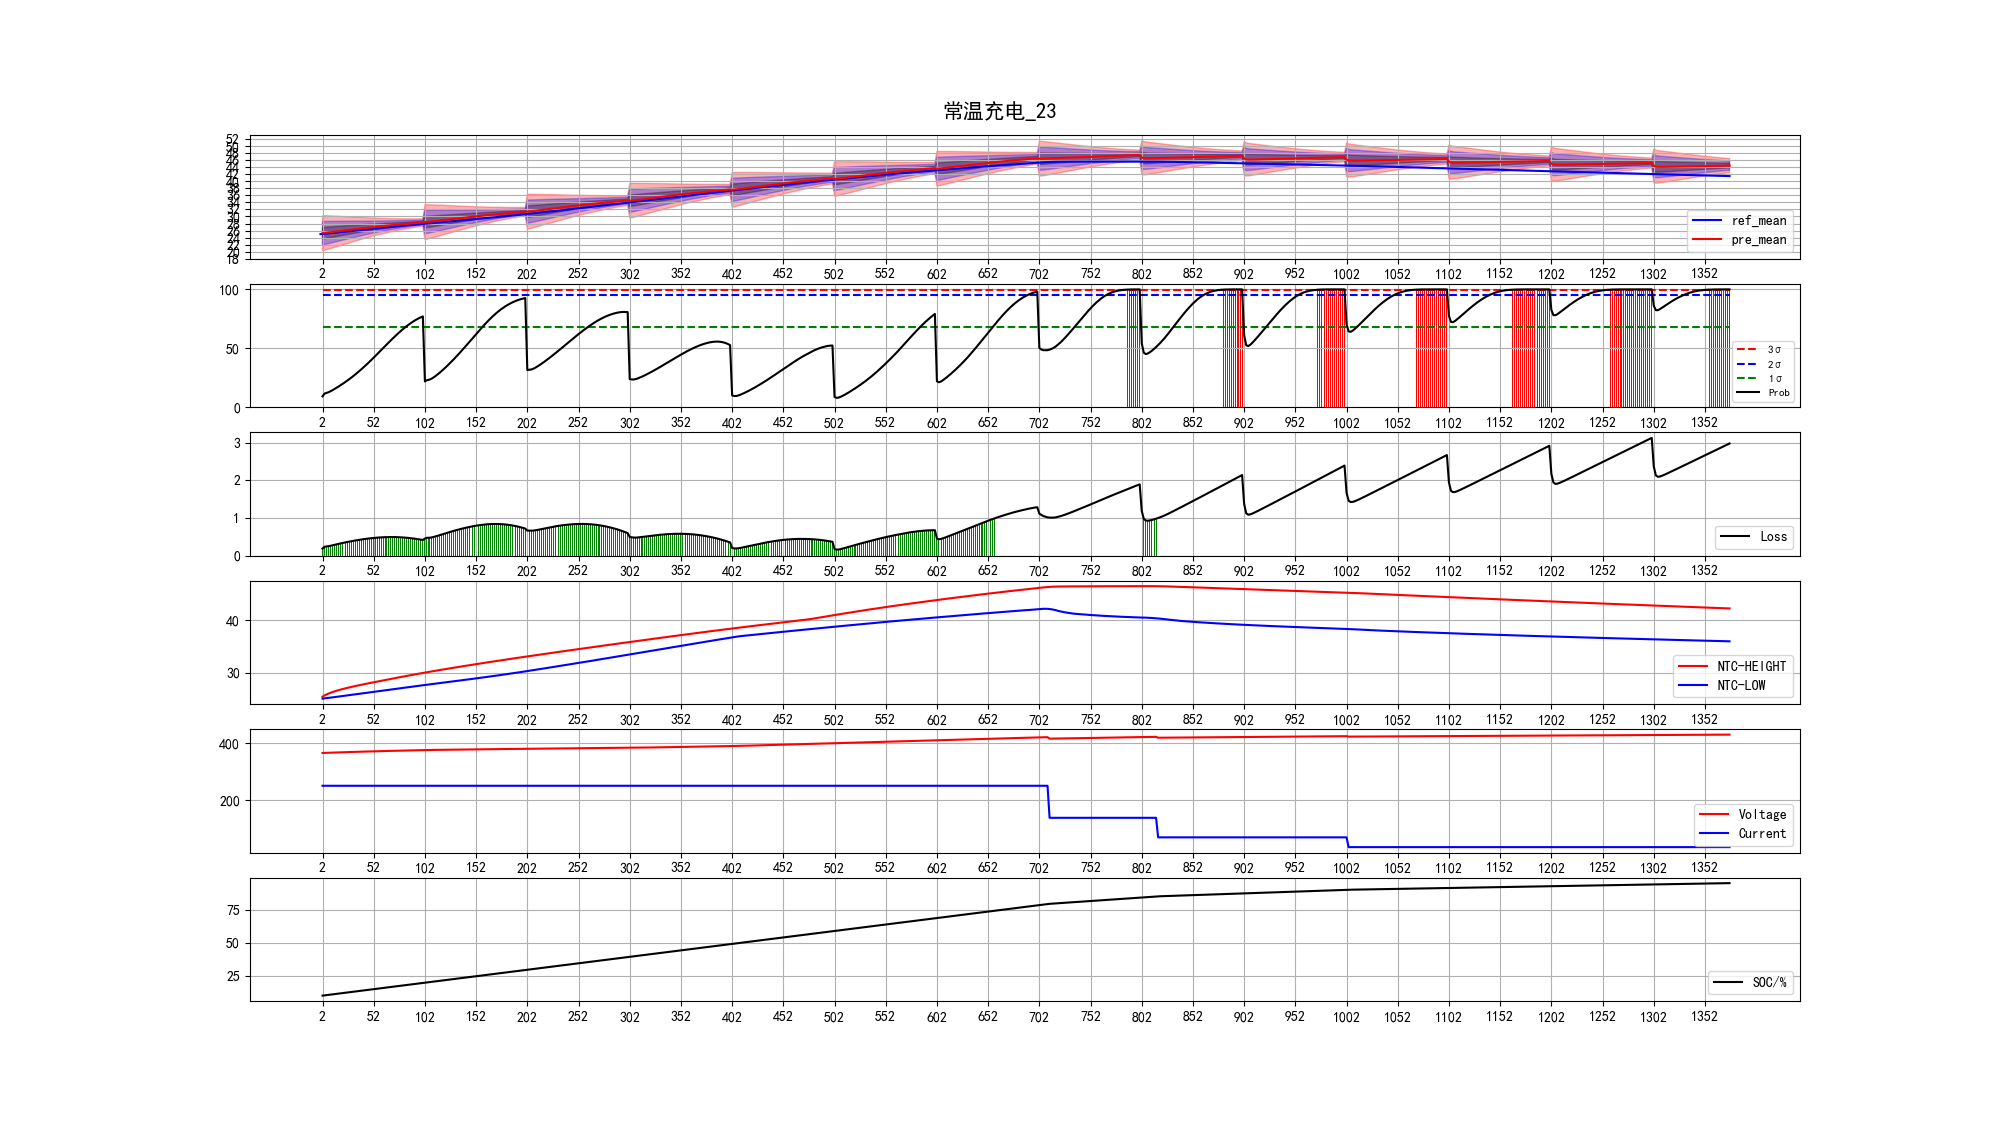 常温充电_23
52
50
48
46
44
42
40
38
36
34
32
30
28
26
24
22
20
18
ref_mean
pre_mean
2 52 102 152 202 252 302 352 402 452 502 552 602 652 702 752 802 852 902 952 1002 1052 1102 1152 1202 1252 1302 1352
100
50
0
3σ
2σ
1σ
Prob
2 52 102 152 202 252 302 352 402 452 502 552 602 652 702 752 802 852 902 952 1002 1052 1102 1152 1202 1252 1302 1352
3
2
1
0
Loss
2 52 102 152 202 252 302 352 402 452 502 552 602 652 702 752 802 852 902 952 1002 1052 1102 1152 1202 1252 1302 1352
40
30
NTC-HEIGHT
NTC-LOW
2 52 102 152 202 252 302 352 402 452 502 552 602 652 702 752 802 852 902 952 1002 1052 1102 1152 1202 1252 1302 1352
400
200
Voltage
Current
2 52 102 152 202 252 302 352 402 452 502 552 602 652 702 752 802 852 902 952 1002 1052 1102 1152 1202 1252 1302 1352
75
50
25
SOC/%
2 52 102 152 202 252 302 352 402 452 502 552 602 652 702 752 802 852 902 952 1002 1052 1102 1152 1202 1252 1302 1352